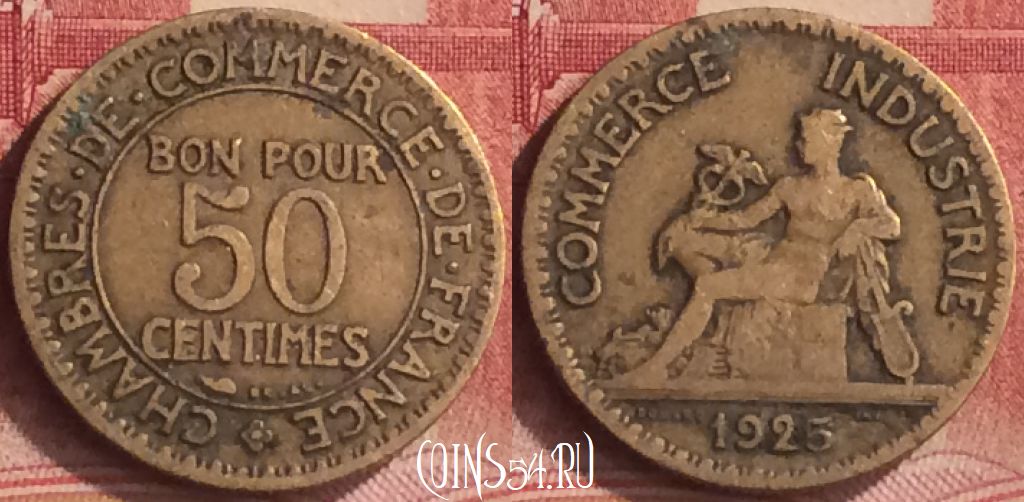 CHAMBRES · DE · COMMERCE · DE · FRANCE
BON POUR
50
CENTIMES
COMMERCE INDUSTRIE
1925
COINS54.RU